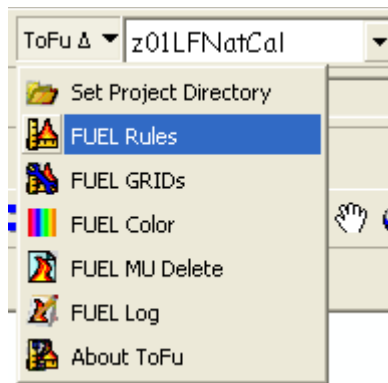 ToFu Δ z01LFNatCal
Set Project Directory
FUEL Rules
FUEL GRIDs
FUEL Color
FUEL MU Delete
FUEL Log
About ToFu